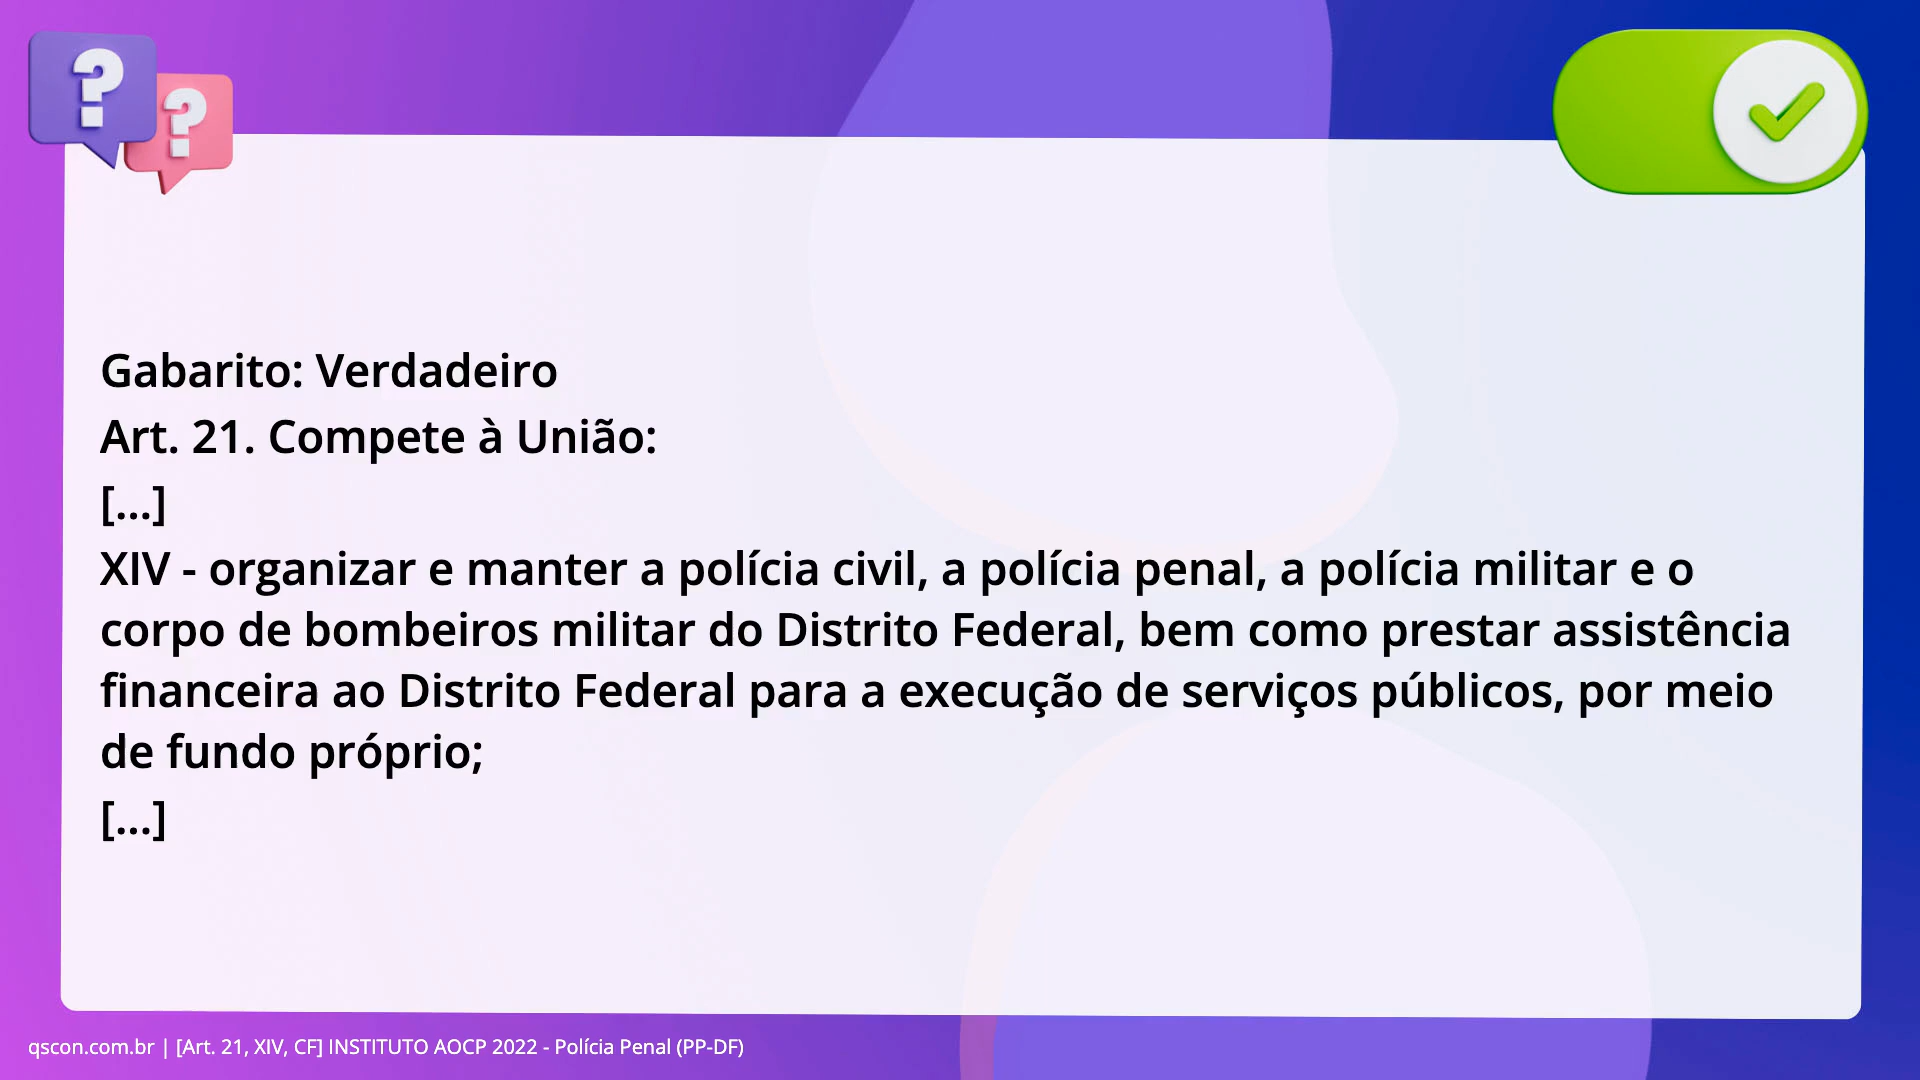 Gabarito: Verdadeiro
Art. 21. Compete à União:
[...]
XIV - organizar e manter a polícia civil, a polícia penal, a polícia militar e o
corpo de bombeiros militar do Distrito Federal, bem como prestar assistência
financeira ao Distrito Federal para a execução de serviços públicos, por meio
de fundo próprio;
[...]
qscon.com.br | [Art. 21, XIV, CF] INSTITUTO AOCP 2022 - Polícia Penal (PP-DF)